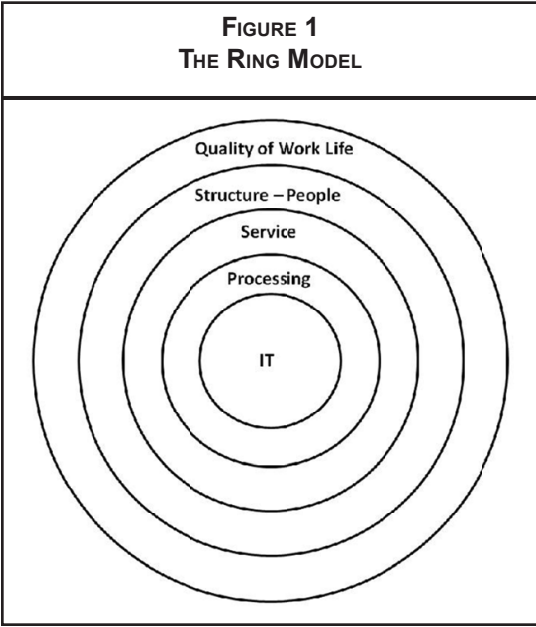 FIGURE 1
THE RING MODEL
Quality of Work Life
Structure –People
Service
Processing
IT